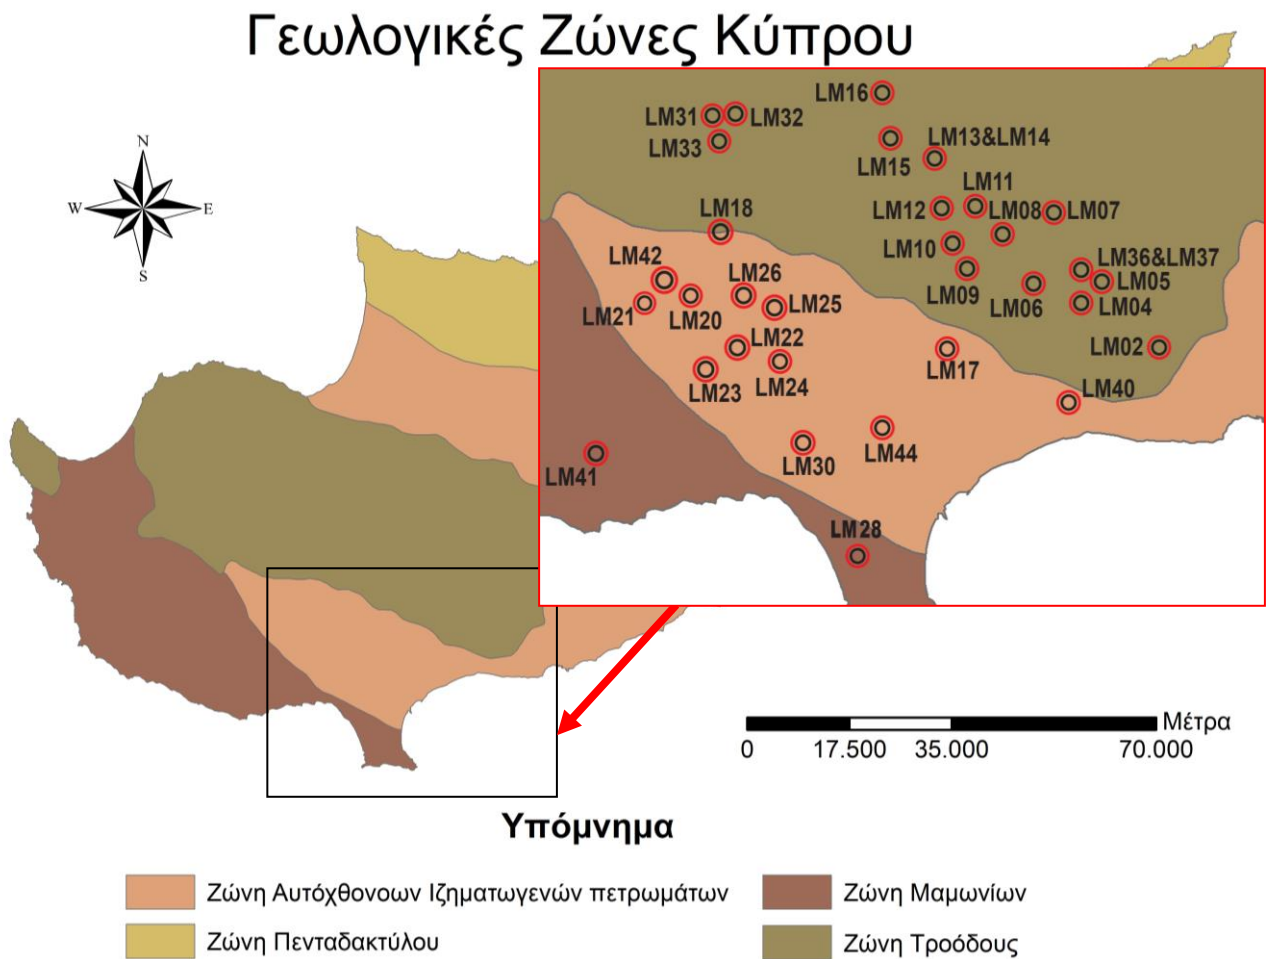 Γεωλογικές Ζώνες Κύπρου
N
W
E
S
LM16
LM31
LM32
LM33
LM15
LM13&LM14
LM11
LM12
LM08
LM07
LM18
LM10
LM42
LM26
LM36&LM37
LM05
LM09
LM06
LM04
LM21
LM20
LM25
LM22
LM02
LM23
LM24
LM17
LM40
LM44
LM30
LM41
LM28
Μέτρα
0 17.500 35.000 70.000
Υπόμνημα
Ζώνη Αυτόχθονοων Ιζηματωγενών πετρωμάτων
Ζώνη Μαμωνίων
Ζώνη Πενταδακτύλου
Ζώνη Τροόδους